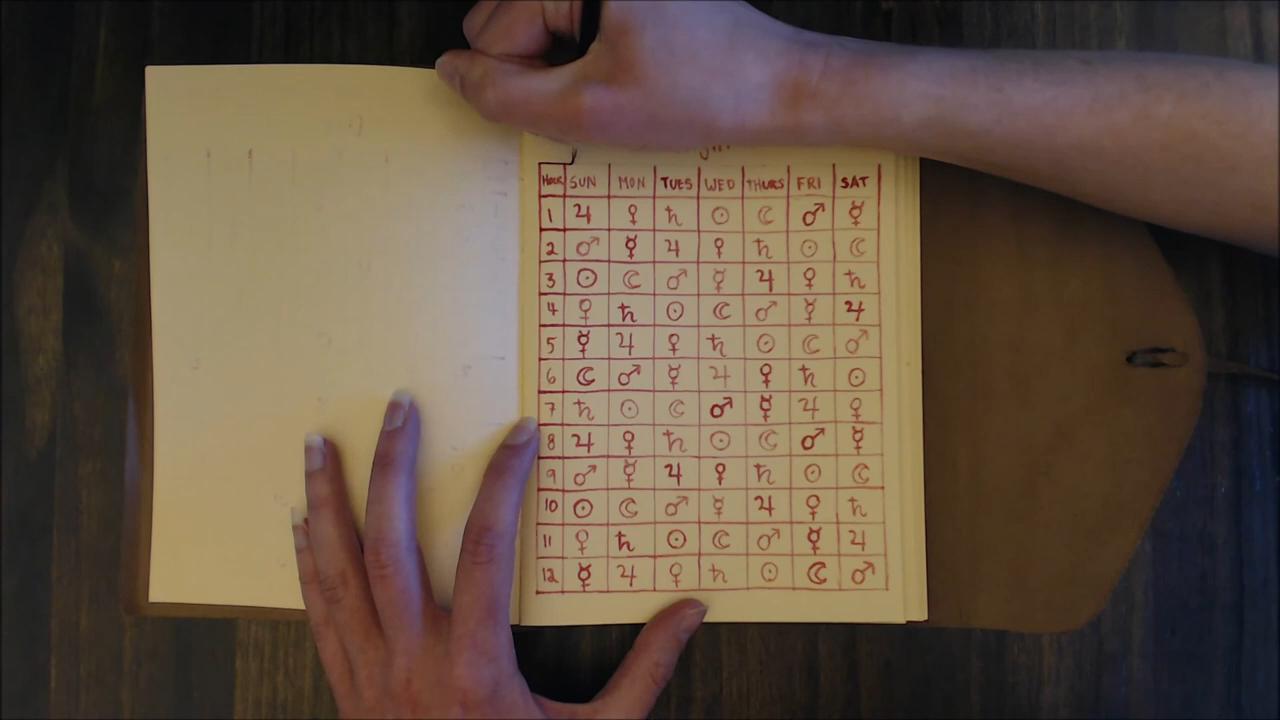 HOUR SUN MON TUES WED THURS FRI SAT
1 ♃ ♀ ♄ ☉ ☾ ♂ ☿
2 ♂ ☿ ♃ ♀ ♄ ☉ ☾
3 ☉ ☾ ♂ ☿ ♃ ♀ ♄
4 ♀ ♄ ☉ ☾ ♂ ☿ ♃
5 ☿ ♃ ♀ ♄ ☉ ☾ ♂
6 ☾ ♂ ☿ ♃ ♀ ♄ ☉
7 ♄ ☉ ☾ ♂ ☿ ♃ ♀
8 ♃ ♀ ♄ ☉ ☾ ♂ ☿
9 ♂ ☿ ♃ ♀ ♄ ☉ ☾
10 ☉ ☾ ♂ ☿ ♃ ♀ ♄
11 ♀ ♄ ☉ ☾ ♂ ☿ ♃
12 ☿ ♃ ♀ ♄ ☉ ☾ ♂